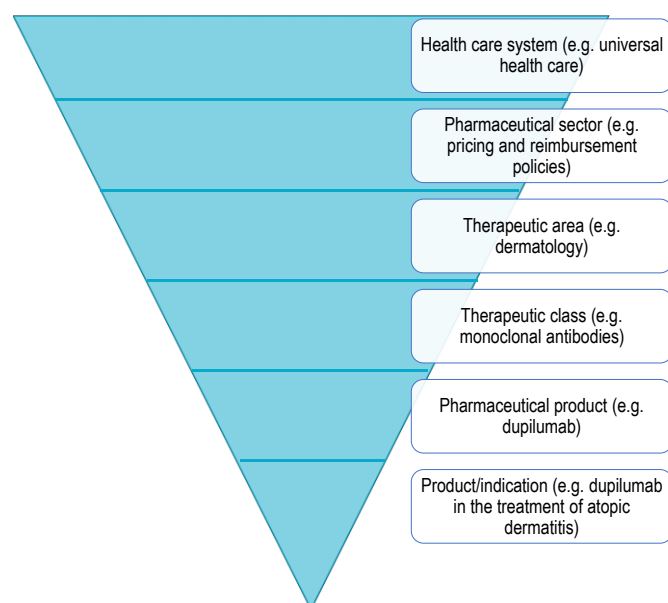 Health care system (e.g. universal
health care)
Pharmaceutical sector (e.g.
pricing and reimbursement
policies)
Therapeutic area (e.g.
dermatology)
Therapeutic class (e.g.
monoclonal antibodies)
Pharmaceutical product (e.g.
dupilumab)
Product/indication (e.g. dupilumab
in the treatment of atopic
dermatitis)